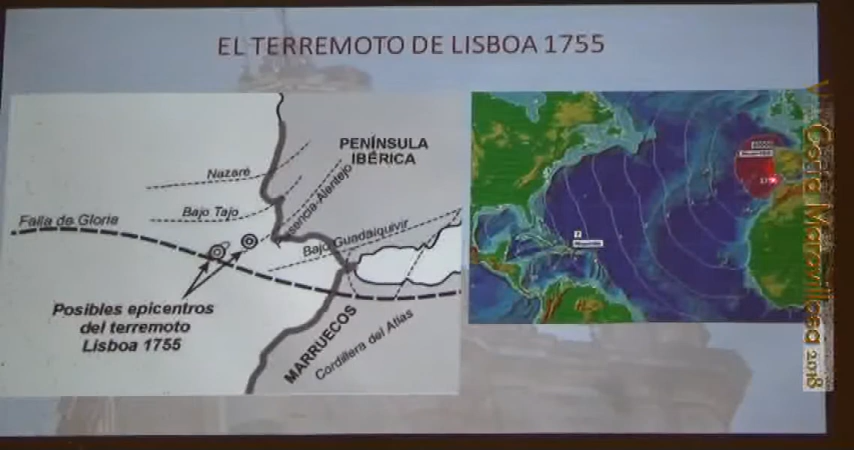 EL TERREMOTO DE LISBOA 1755
PENÍNSULA
IBÉRICA
Nazaré
Bajo Tajo
Falla de Gloria
Bajo Guadalquivir
Posibles epicentros
del terremoto
Lisboa 1755
MARRUECOS
Cordillera del Atlas
Maravillosa 2018